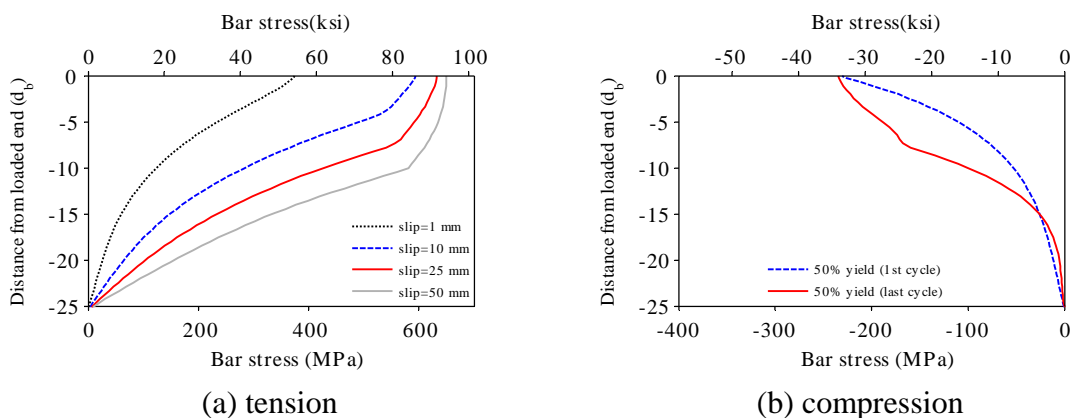 Bar stress(ksi)
0 20 40 60 80 100
0
-5
-10
-15
-20
-25
Distance from loaded end (d_b)
slip=1 mm
slip=10 mm
slip=25 mm
slip=50 mm
0 200 400 600
Bar stress (MPa)
(a) tension
Bar stress(ksi)
-50 -40 -30 -20 -10 0
0
-5
-10
-15
-20
-25
Distance from loaded end (d_b)
50% yield (1st cycle)
50% yield (last cycle)
-400 -300 -200 -100 0
Bar stress (MPa)
(b) compression